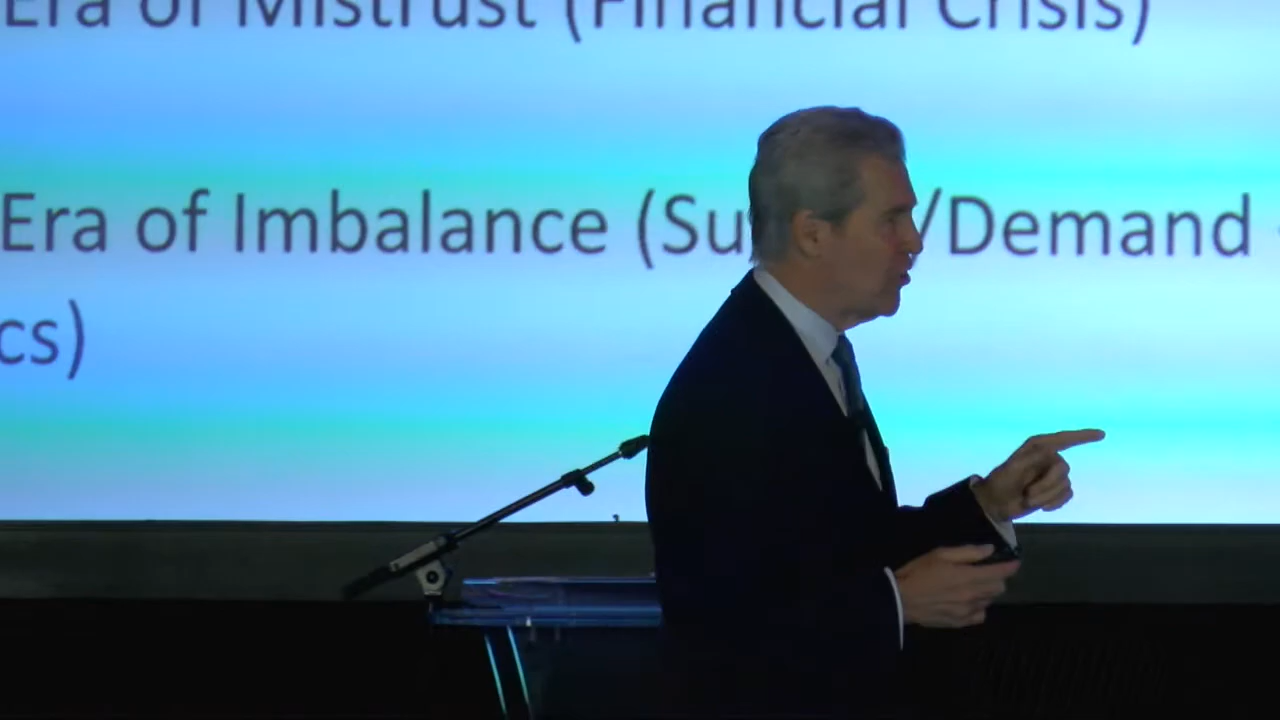 Era of Mistrust (Financial Crisis)
Era of Imbalance (Su /Demand
cs)